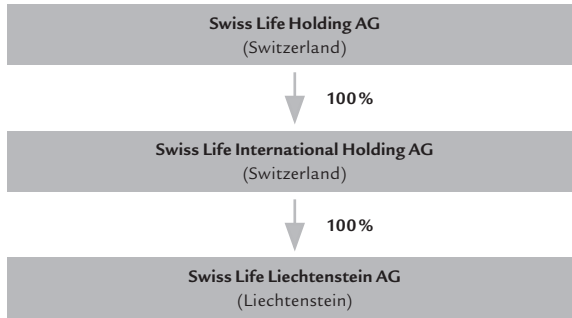 Swiss Life Holding AG
(Switzerland)
100%
Swiss Life International Holding AG
(Switzerland)
100%
Swiss Life Liechtenstein AG
(Liechtenstein)